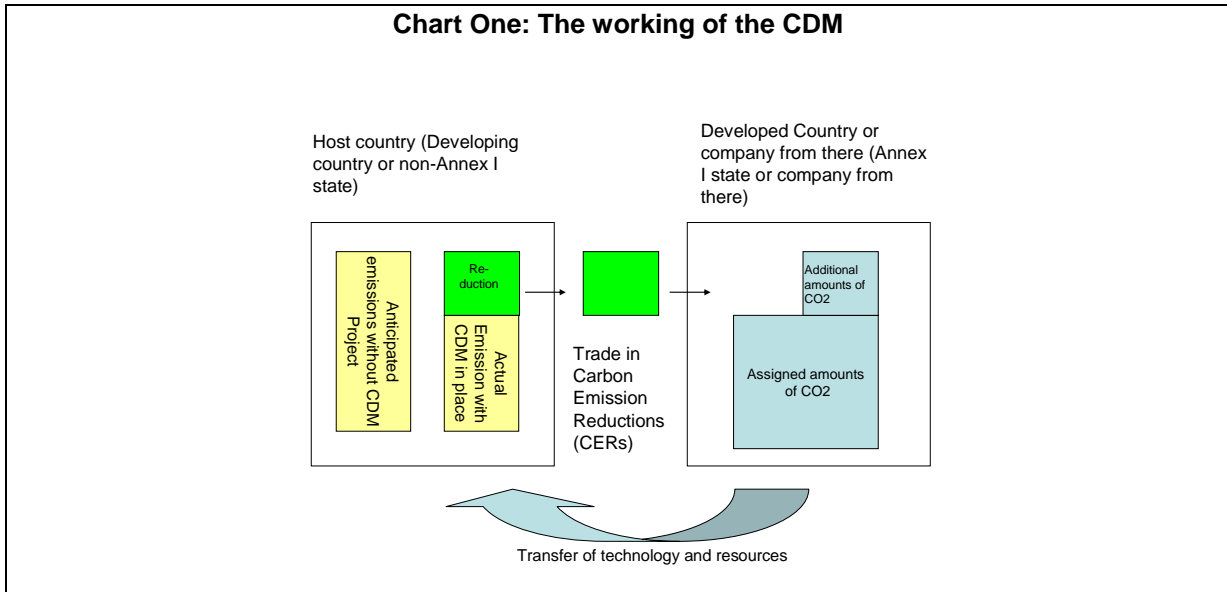 Chart One: The working of the CDM
Host country (Developing
country or non-Annex I
state)
Developed Country or
company from there (Annex
I state or company from
there)
Anticipated
emissions without CDM
Project
Re-
duction
Actual
Emission with
CDM in place
Trade in
Carbon
Emission
Reductions
(CERs)
Additional
amounts of
CO2
Assigned amounts
of CO2
Transfer of technology and resources